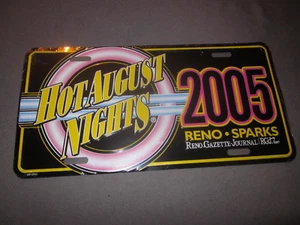 HOT AUGUST
NIGHTS
2005
RENO • SPARKS
RENO GAZETTE-JOURNAL